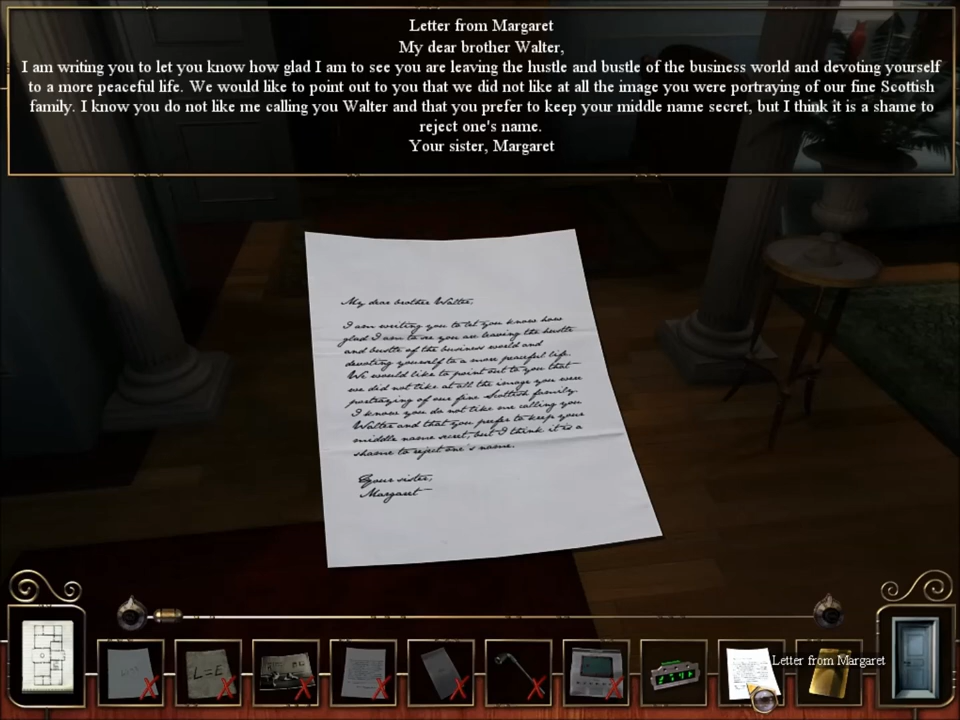 Letter from Margaret
My dear brother Walter,
I am writing you to let you know how glad I am to see you are leaving the hustle and bustle of the business world and devoting yourself
to a more peaceful life. We would like to point out to you that we did not like at all the image you were portraying of our fine Scottish
family. I know you do not like me calling you Walter and that you prefer to keep your middle name secret, but I think it is a shame to
reject one's name.
Your sister, Margaret
My dear brother Walter,
I am writing you to let you know how
glad I am to see you are leaving the hustle
and bustle of the business world and
devoting yourself to a more peaceful life.
We would like to point out to you that
we did not like at all the image you were
portraying of our fine Scottish family.
I know you do not like me calling you
Walter and that you prefer to keep your
middle name secret, but I think it is a
shame to reject one's name.
Your sister,
Margaret
L=E
Letter from Margaret